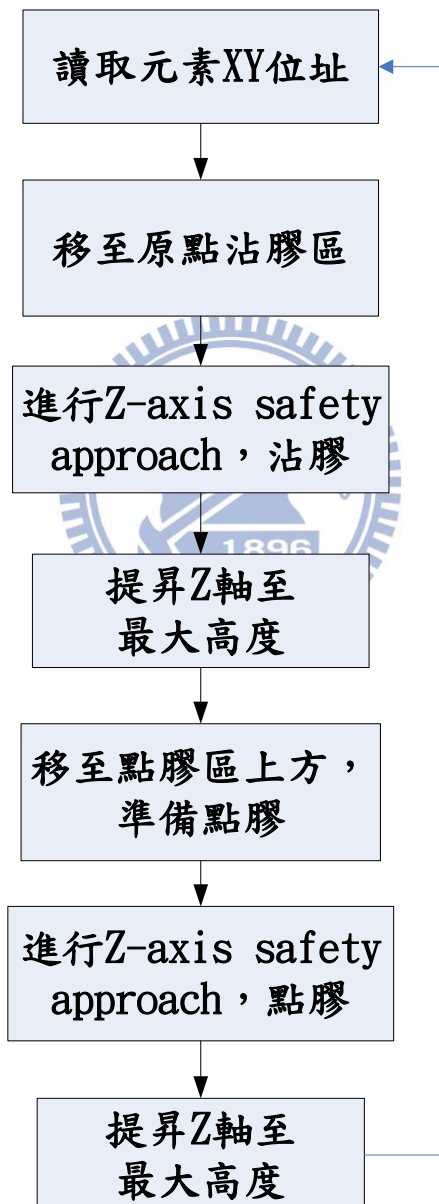 讀取元素XY位址
移至原點沾膠區
進行Z-axis safety
approach，沾膠
1896
提昇Z軸至
最大高度
移至點膠區上方，
準備點膠
進行Z-axis safety
approach，點膠
提昇Z軸至
最大高度